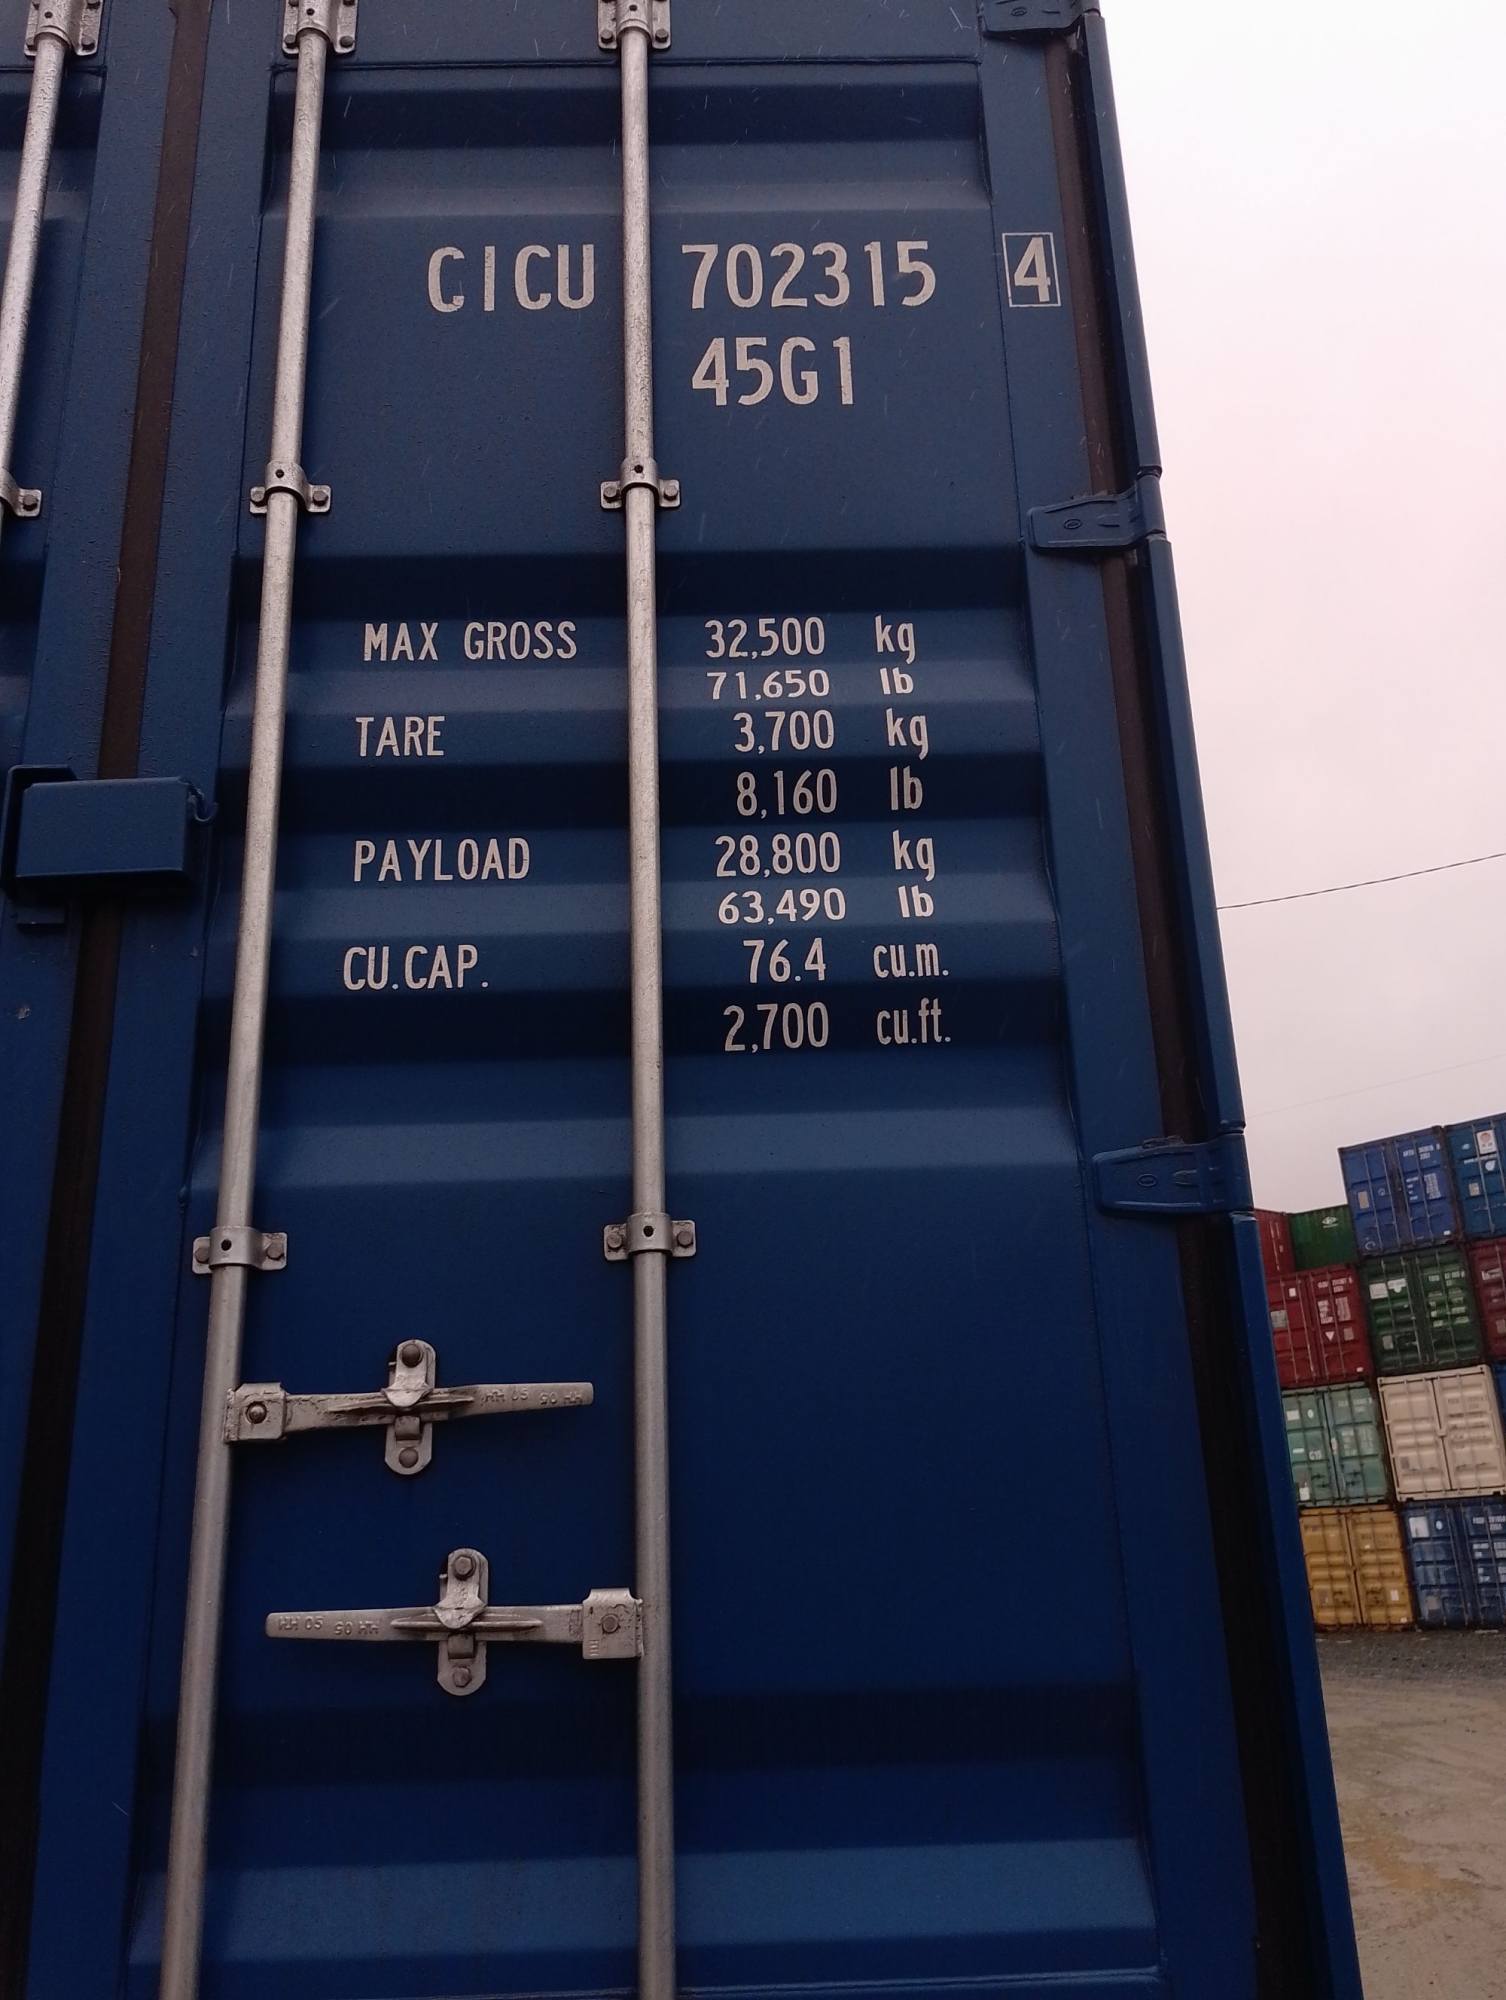 CICU 702315 4
45G1
MAX GROSS 32,500 kg
71,650 lb
TARE 3,700 kg
8,160 lb
PAYLOAD 28,800 kg
63,490 lb
CU.CAP. 76.4 cu.m.
2,700 cu.ft.